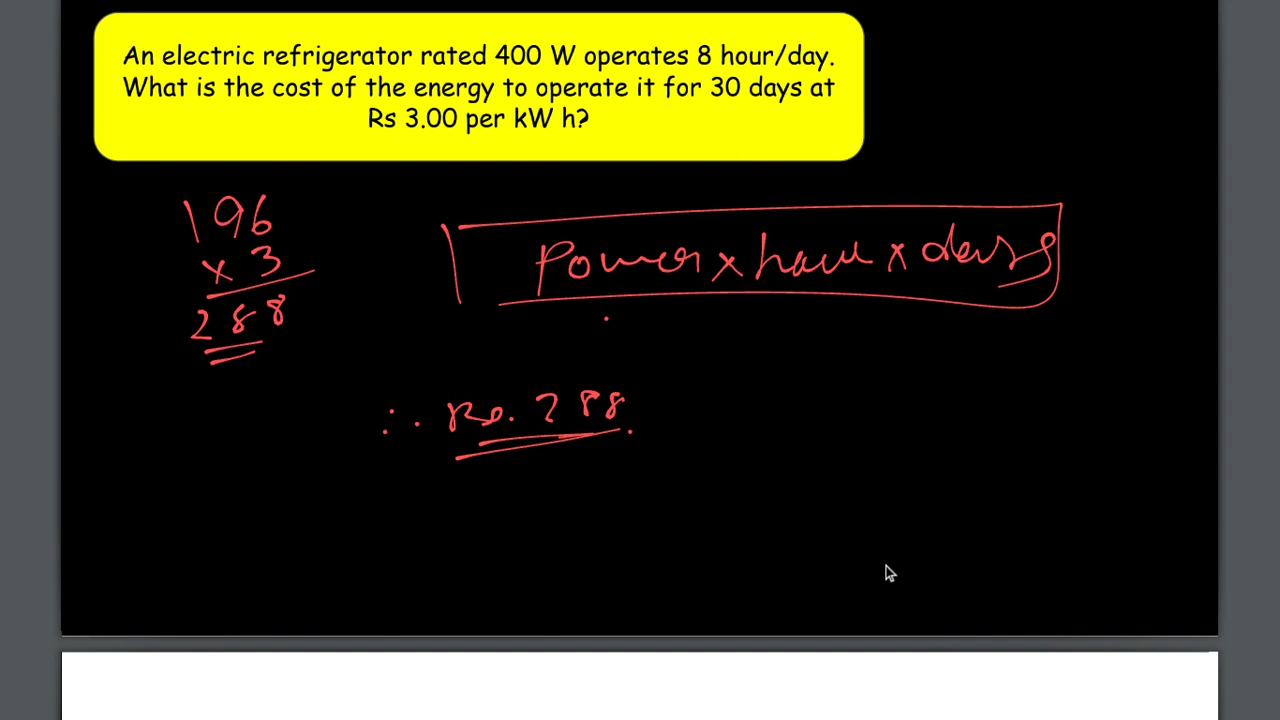 An electric refrigerator rated 400 W operates 8 hour/day.
What is the cost of the energy to operate it for 30 days at
Rs 3.00 per kW h?
196
x 3
288
Power x hour x days
∴ Rs. 288.